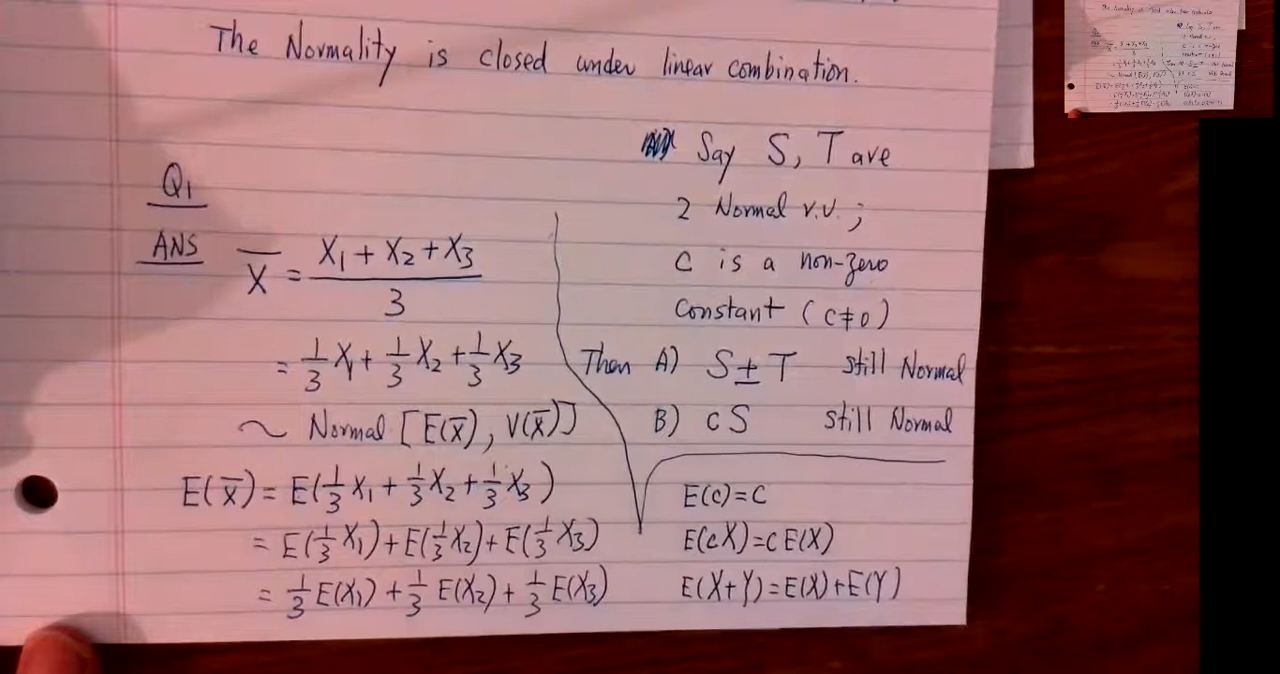 The Normality is closed under linear combination.
Q1
ANS
X̅ = (X₁ + X₂ + X₃) / 3
= 1/3 X₁ + 1/3 X₂ + 1/3 X₃
~ Normal [E(X̅), V(X̅)]
E(X̅) = E(1/3 X₁ + 1/3 X₂ + 1/3 X₃)
= E(1/3 X₁) + E(1/3 X₂) + E(1/3 X₃)
= 1/3 E(X₁) + 1/3 E(X₂) + 1/3 E(X₃)
Say S, T are
2 Normal r.v. ;
C is a non-zero
Constant (C≠0)
Then A) S ± T still Normal
B) cS still Normal
E(c) = C
E(cX) = C E(X)
E(X+Y) = E(X) + E(Y)